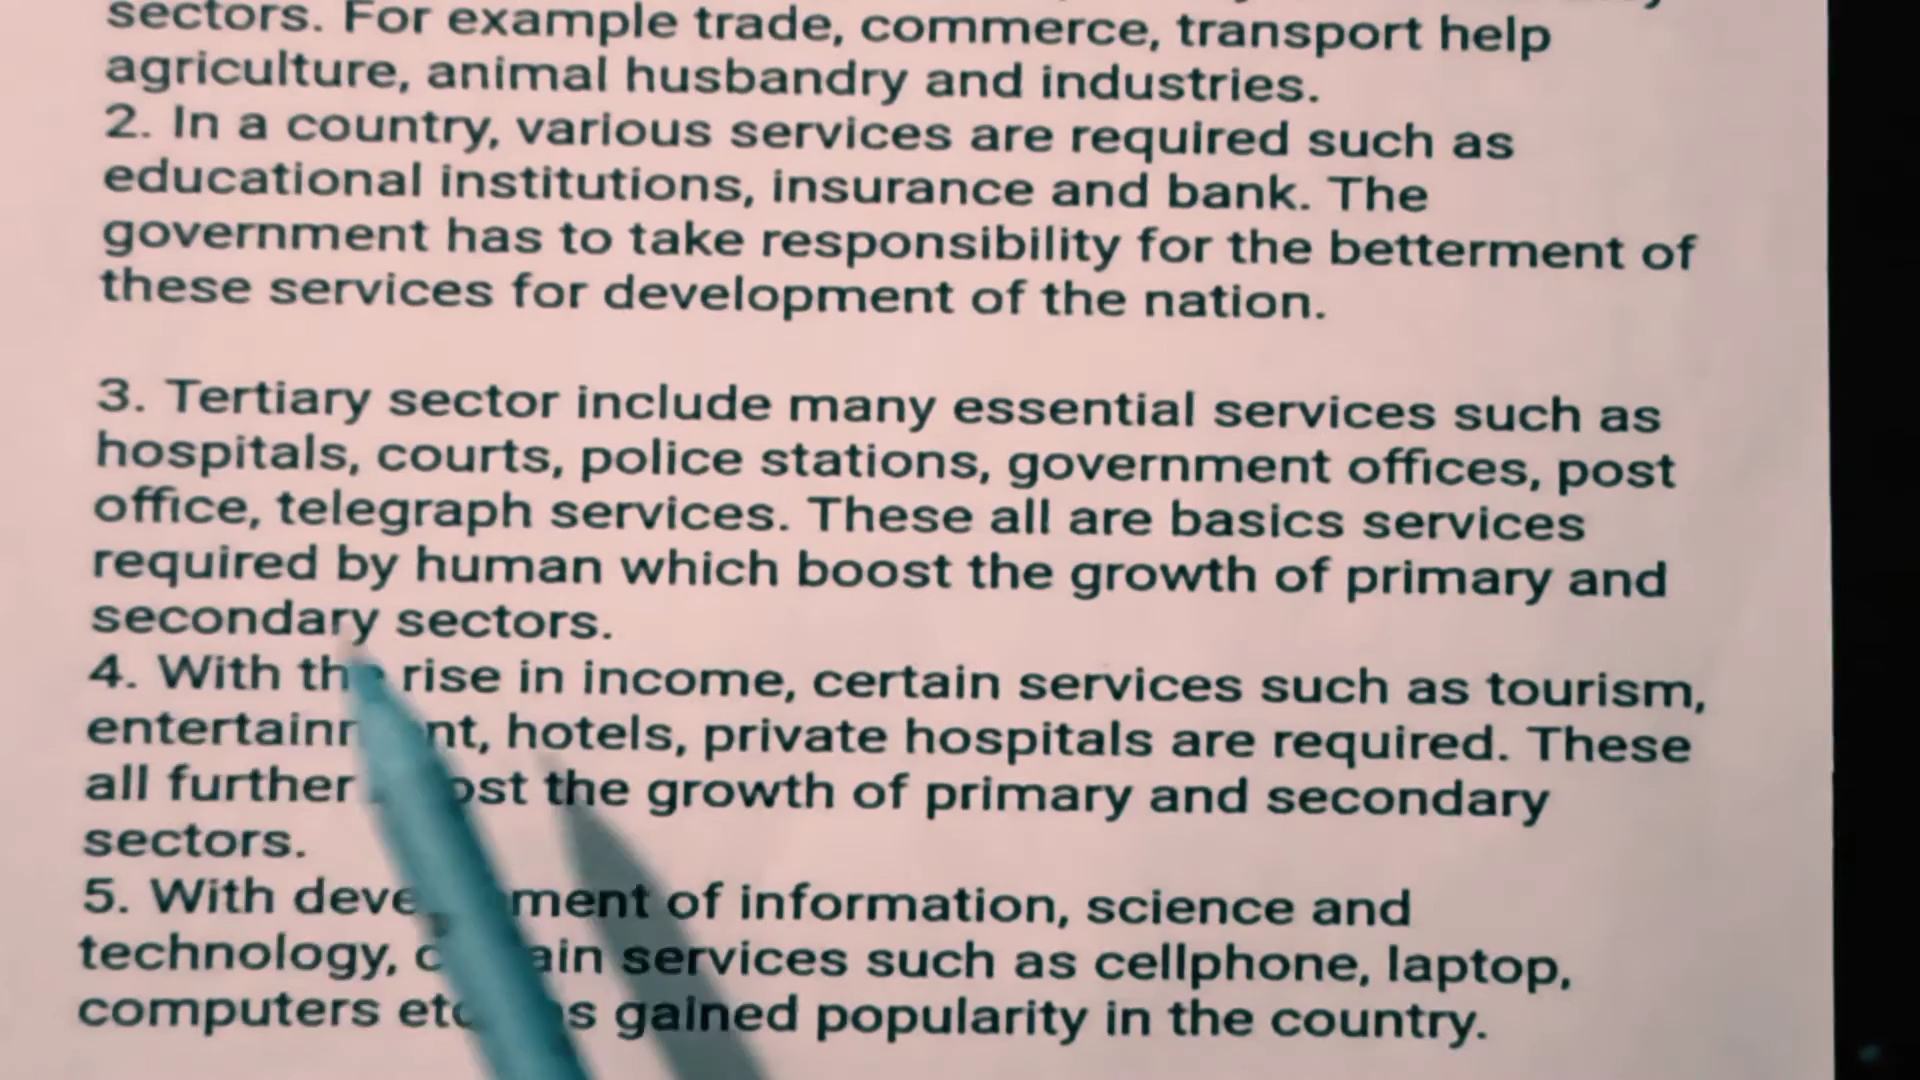 sectors. For example trade, commerce, transport help
agriculture, animal husbandry and industries.
2. In a country, various services are required such as
educational institutions, insurance and bank. The
government has to take responsibility for the betterment of
these services for development of the nation.
3. Tertiary sector include many essential services such as
hospitals, courts, police stations, government offices, post
office, telegraph services. These all are basics services
required by human which boost the growth of primary and
secondary sectors.
4. With the rise in income, certain services such as tourism,
hotels, private hospitals are required. These
all further the growth of primary and secondary
sectors.
5. With of information, science and
technology, services such as cellphone, laptop,
computers gained popularity in the country.